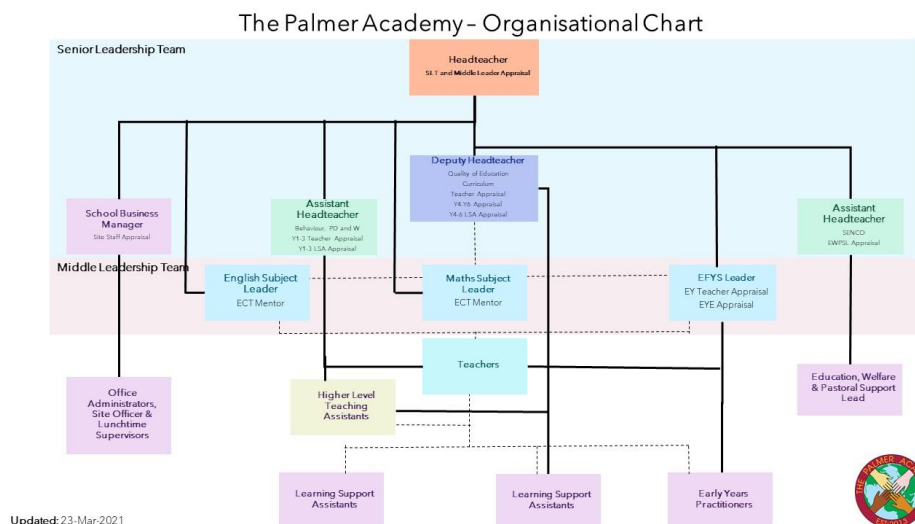 The Palmer Academy – Organisational Chart
Senior Leadership Team
Headteacher
SLT and Middle Leader Appraisal
Deputy Headteacher
Quality of Education
Curriculum
Teacher Appraisal
Y4-Y6 Appraisal
Y4-6 LSA Appraisal
School Business
Manager
Site Staff Appraisal
Assistant
Headteacher
Behaviour, PD and W
Y1-3 Teacher Appraisal
Y1-3 LSA Appraisal
Assistant
Headteacher
SENCO
EWPSL Appraisal
Middle Leadership Team
English Subject
Leader
ECT Mentor
Maths Subject
Leader
ECT Mentor
EFYS Leader
EY Teacher Appraisal
EYE Appraisal
Teachers
Office
Administrators,
Site Officer &
Lunchtime
Supervisors
Higher Level
Teaching
Assistants
Education, Welfare
& Pastoral Support
Lead
Learning Support
Assistants
Learning Support
Assistants
Early Years
Practitioners
THE PALMER ACADEMY
Updated: 23-Mar-2021